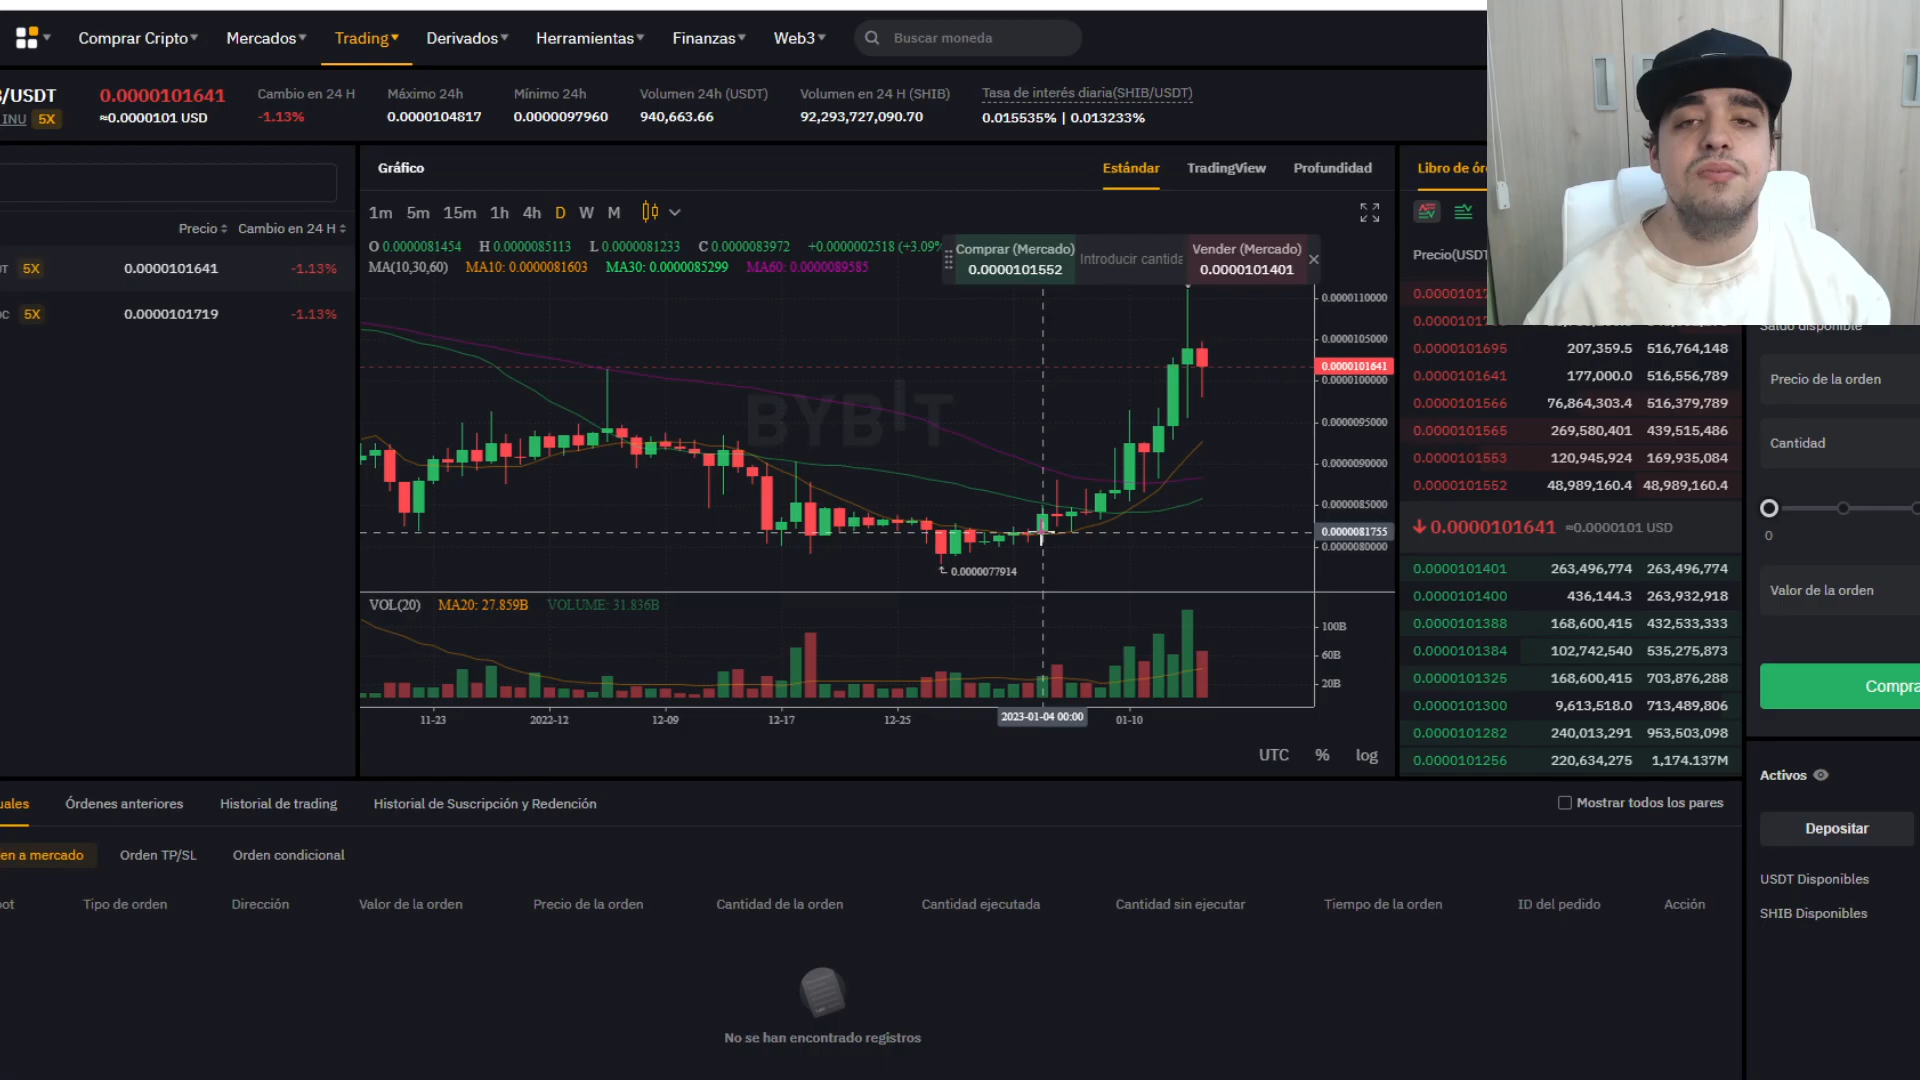 Comprar Cripto Mercados Trading Derivados Herramientas Finanzas Web3 Buscar moneda
/USDT 0.0000101641 Cambio en 24 H Máximo 24h Mínimo 24h Volumen 24h (USDT) Volumen en 24 H (SHIB) Tasa de interés diaria(SHIB/USDT)
INU 5X ≈0.0000101 USD -1.13% 0.0000104817 0.0000097960 940,663.66 92,293,727,090.70 0.015535% | 0.013233%
Precio Cambio en 24 H
5X 0.0000101641 -1.13%
5X 0.0000101719 -1.13%
Gráfico Estándar TradingView Profundidad
1m 5m 15m 1h 4h D W M
O 0.0000081454 H 0.0000085113 L 0.0000081233 C 0.0000083972 +0.0000002518 (+3.09%
MA(10,30,60) MA10: 0.0000081603 MA30: 0.0000085299 MA60: 0.0000089585
Comprar (Mercado) Introducir cantida Vender (Mercado)
0.0000101552 0.0000101401
BYBIT
0.0000110000
0.0000105000
0.0000101641
0.0000100000
0.0000095000
0.0000090000
0.0000085000
0.0000081755
0.0000080000
0.0000077914
VOL(20) MA20: 27.859B VOLUME: 31.836B
100B
60B
20B
11-23 2022-12 12-09 12-17 12-25 2023-01-04 00:00 01-10
UTC % log
Libro de ór
Precio(USDT
0.0000101695 207,359.5 516,764,148
0.0000101641 177,000.0 516,556,789
0.0000101566 76,864,303.4 516,379,789
0.0000101565 269,580,401 439,515,486
0.0000101553 120,945,924 169,935,084
0.0000101552 48,989,160.4 48,989,160.4
0.0000101641 ≈0.0000101 USD
0.0000101401 263,496,774 263,496,774
0.0000101400 436,144.3 263,932,918
0.0000101388 168,600,415 432,533,333
0.0000101384 102,742,540 535,275,873
0.0000101325 168,600,415 703,876,288
0.0000101300 9,613,518.0 713,489,806
0.0000101282 240,013,291 953,503,098
0.0000101256 220,634,275 1,174.137M
Saldo disponible
Precio de la orden
Cantidad
0
Valor de la orden
Compra
Activos
Depositar
USDT Disponibles
SHIB Disponibles
uales Órdenes anteriores Historial de trading Historial de Suscripción y Redención Mostrar todos los pares
en a mercado Orden TP/SL Orden condicional
ot Tipo de orden Dirección Valor de la orden Precio de la orden Cantidad de la orden Cantidad ejecutada Cantidad sin ejecutar Tiempo de la orden ID del pedido Acción
No se han encontrado registros